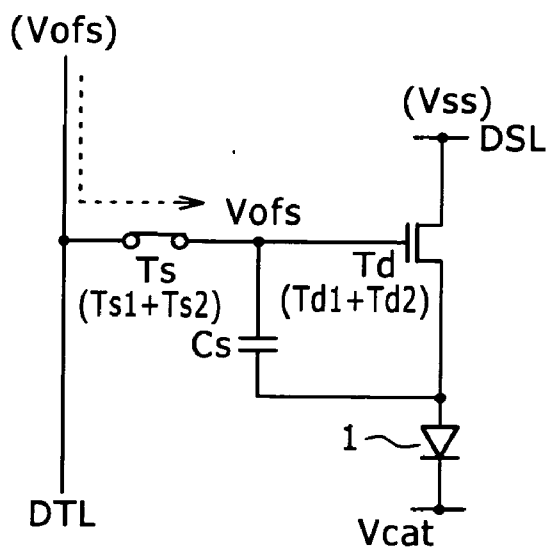 (Vofs)
(Vss)
DSL
Vofs
Ts
(Ts1+Ts2)
Td
(Td1+Td2)
Cs
1
DTL
Vcat